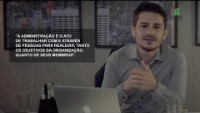 "A ADMINISTRAÇÃO É O ATO
DE TRABALHAR COM E ATRAVÉS
DE PESSOAS PARA REALIZAR, TANTO
OS OBJETIVOS DA ORGANIZAÇÃO,
QUANTO DE SEUS MEMBROS".